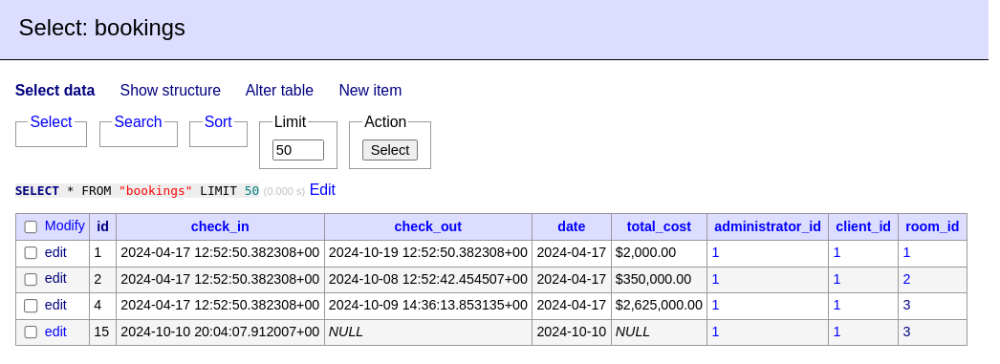 Select: bookings
Select data Show structure Alter table New item
Select Search Sort Limit Action
50 Select
SELECT * FROM "bookings" LIMIT 50 (0.000 s) Edit
Modify id check_in check_out date total_cost administrator_id client_id room_id
edit 1 2024-04-17 12:52:50.382308+00 2024-10-19 12:52:50.382308+00 2024-04-17 $2,000.00 1 1 1
edit 2 2024-04-17 12:52:50.382308+00 2024-10-08 12:52:42.454507+00 2024-04-17 $350,000.00 1 1 2
edit 4 2024-04-17 12:52:50.382308+00 2024-10-09 14:36:13.853135+00 2024-04-17 $2,625,000.00 1 1 3
edit 15 2024-10-10 20:04:07.912007+00 NULL 2024-10-10 NULL 1 1 3